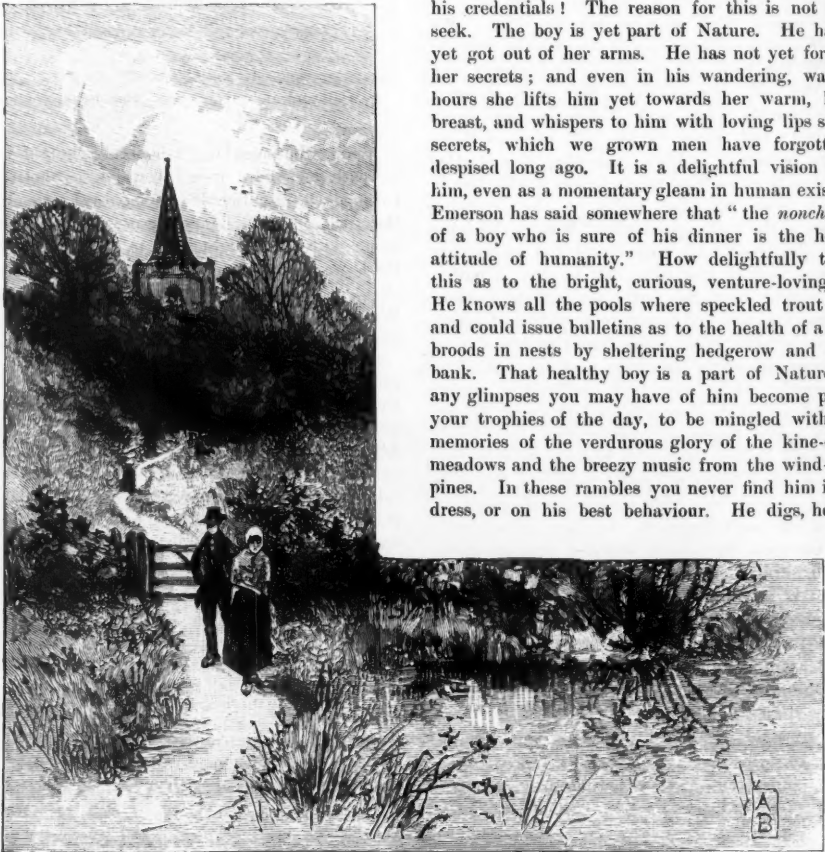 his credentials! The reason for this is not
seek. The boy is yet part of Nature. He
yet got out of her arms. He has not yet
her secrets; and even in his wandering,
hours she lifts him yet towards her warm,
breast, and whispers to him with loving lips
secrets, which we grown men have
despised long ago. It is a delightful vision
him, even as a momentary gleam in human
Emerson has said somewhere that "the
of a boy who is sure of his dinner is the
attitude of humanity." How delightfully
this as to the bright, curious, venture-loving
He knows all the pools where speckled trout
and could issue bulletins as to the health of a
broods in nests by sheltering hedgerow and
bank. That healthy boy is a part of
any glimpses you may have of him become
your trophies of the day, to be mingled with
memories of the verdurous glory of the
meadows and the breezy music from the
pines. In these rambles you never find him
dress, or on his best behaviour. He digs,
A
B